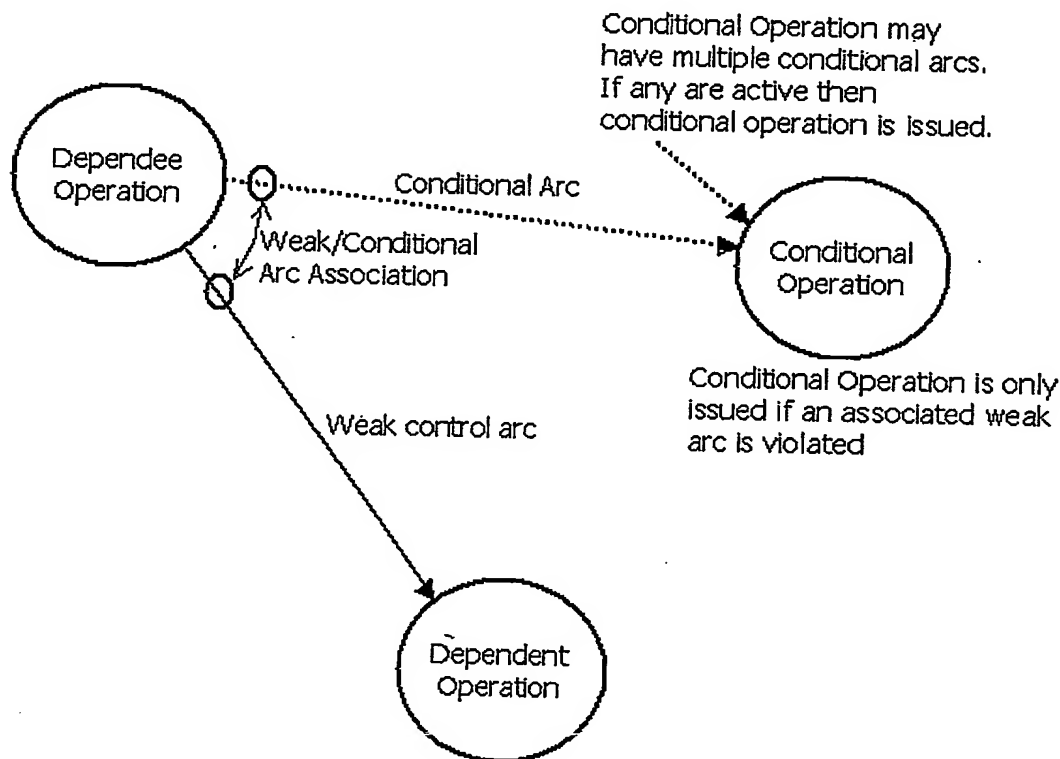 Conditional Operation may
have multiple conditional arcs.
If any are active then
conditional operation is issued.
Dependee
Operation
Conditional Arc
Weak/Conditional
Arc Association
Conditional
Operation
Conditional Operation is only
issued if an associated weak
arc is violated
Weak control arc
Dependent
Operation